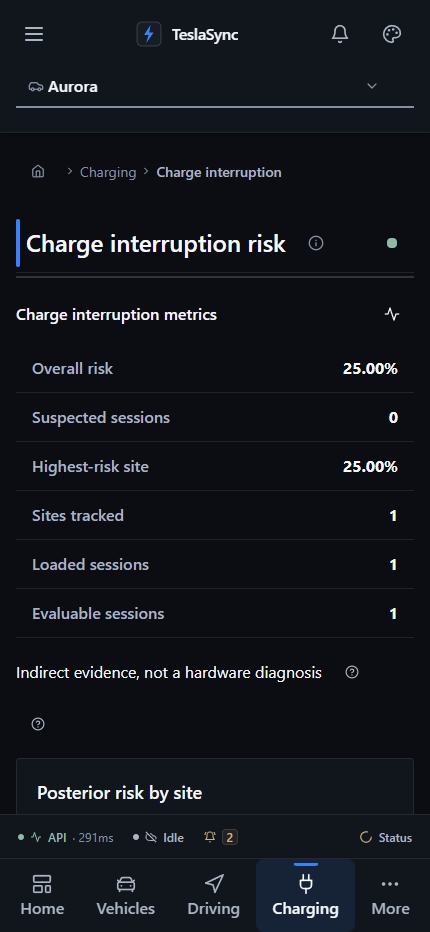 TeslaSync
Aurora
Charging > Charge interruption
Charge interruption risk
Charge interruption metrics
Overall risk 25.00%
Suspected sessions 0
Highest-risk site 25.00%
Sites tracked 1
Loaded sessions 1
Evaluable sessions 1
Indirect evidence, not a hardware diagnosis
Posterior risk by site
API · 291ms Idle 2 Status
Home Vehicles Driving Charging More